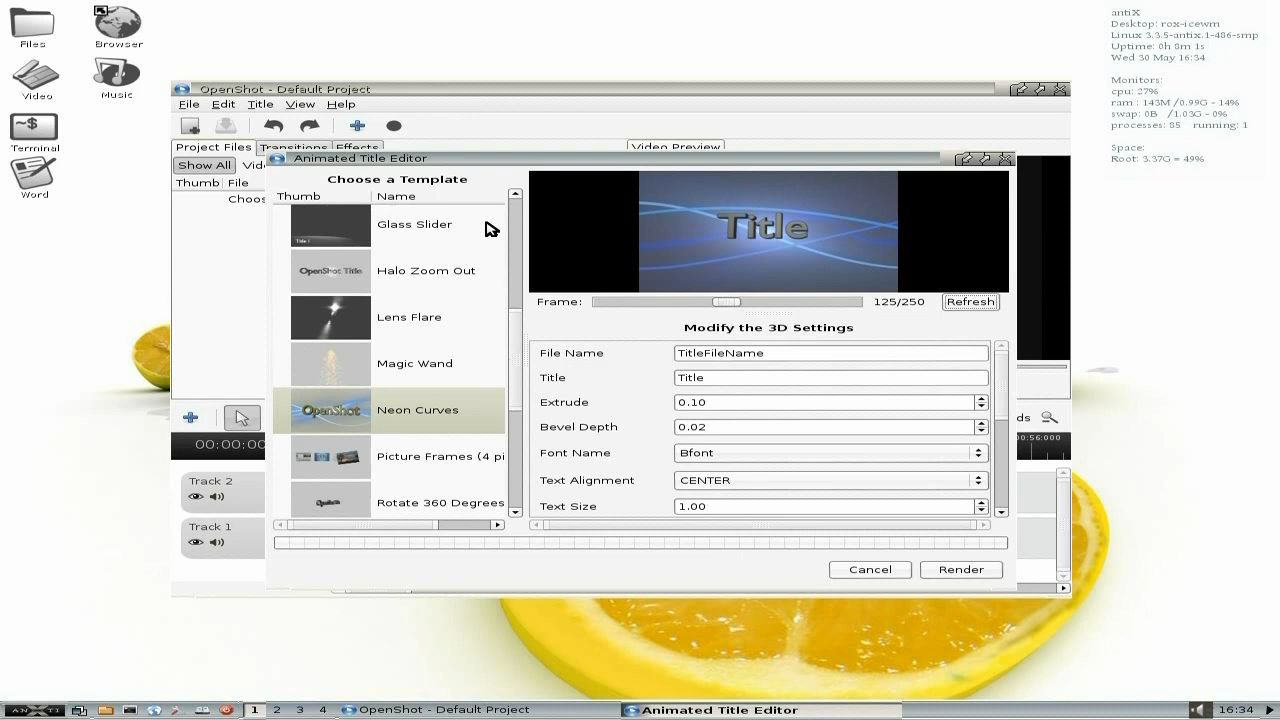 antiX
Desktop: rox-icewm
Linux 3.3.5-antix.1-486-smp
Uptime: 0h 8m 1s
Wed 30 May 16:34
Monitors:
cpu: 27%
ram : 143M /0.99G - 14%
swap: 0B /1.03G - 0%
processes: 85 running: 1
Space:
Root: 3.37G = 49%
Files
Browser
Video
Music
~$
Terminal
Word
OpenShot - Default Project
File Edit Title View Help
Project Files Transitions Effects
Video Preview
Show All
Thumb File
Animated Title Editor
Choose a Template
Thumb Name
Title 1
Glass Slider
OpenShot Title
Halo Zoom Out
Lens Flare
Magic Wand
OpenShot
Neon Curves
Picture Frames (4 pi
Rotate 360 Degrees
Title
Frame: 125/250 Refresh
Modify the 3D Settings
File Name TitleFileName
Title Title
Extrude 0.10
Bevel Depth 0.02
Font Name Bfont
Text Alignment CENTER
Text Size 1.00
Cancel Render
00:00:00
0:56:000
Track 2
Track 1
ANTI
1 2 3 4
OpenShot - Default Project
Animated Title Editor
16:34